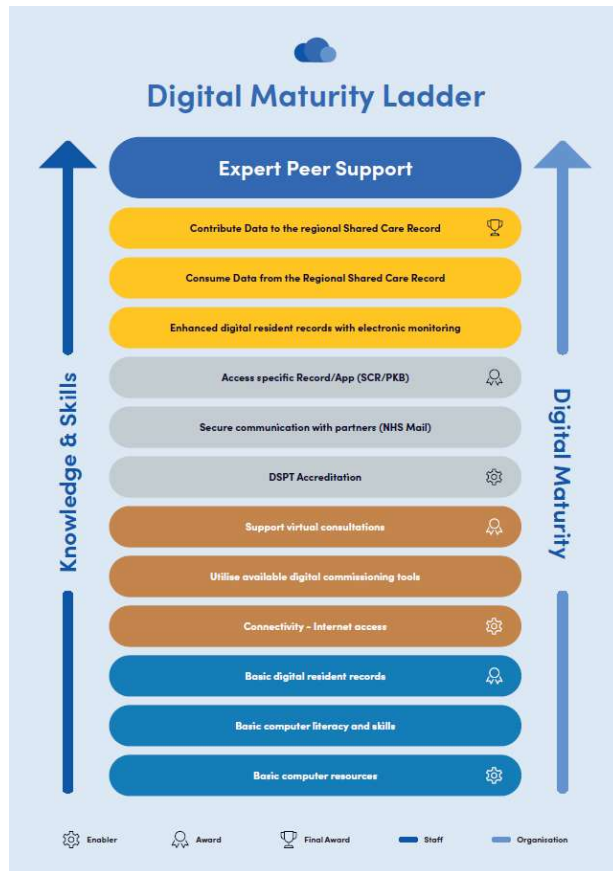 Digital Maturity Ladder
Expert Peer Support
Contribute Data to the regional Shared Care Record
Consume Data from the Regional Shared Care Record
Enhanced digital resident records with electronic monitoring
Access specific Record/App (SCR/PKB)
Secure communication with partners (NHS Mail)
DSPT Accreditation
Support virtual consultations
Utilise available digital commissioning tools
Connectivity - Internet access
Basic digital resident records
Basic computer literacy and skills
Basic computer resources
Knowledge & Skills
Digital Maturity
Enabler
Award
Final Award
Staff
Organisation